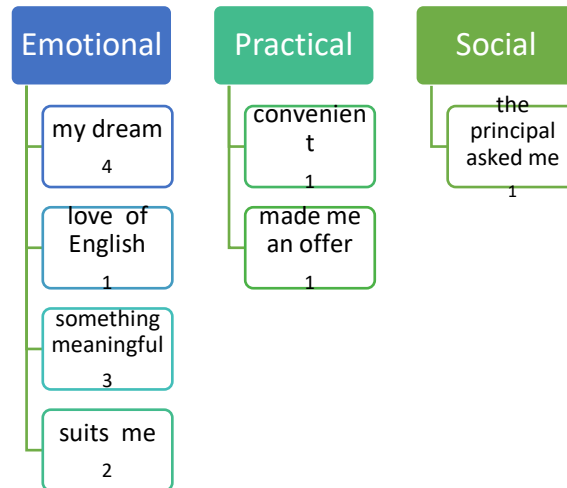 Emotional
my dream
4
love of
English
1
something
meaningful
3
suits me
2
Practical
convenien
t
1
made me
an offer
1
Social
the
principal
asked me
1